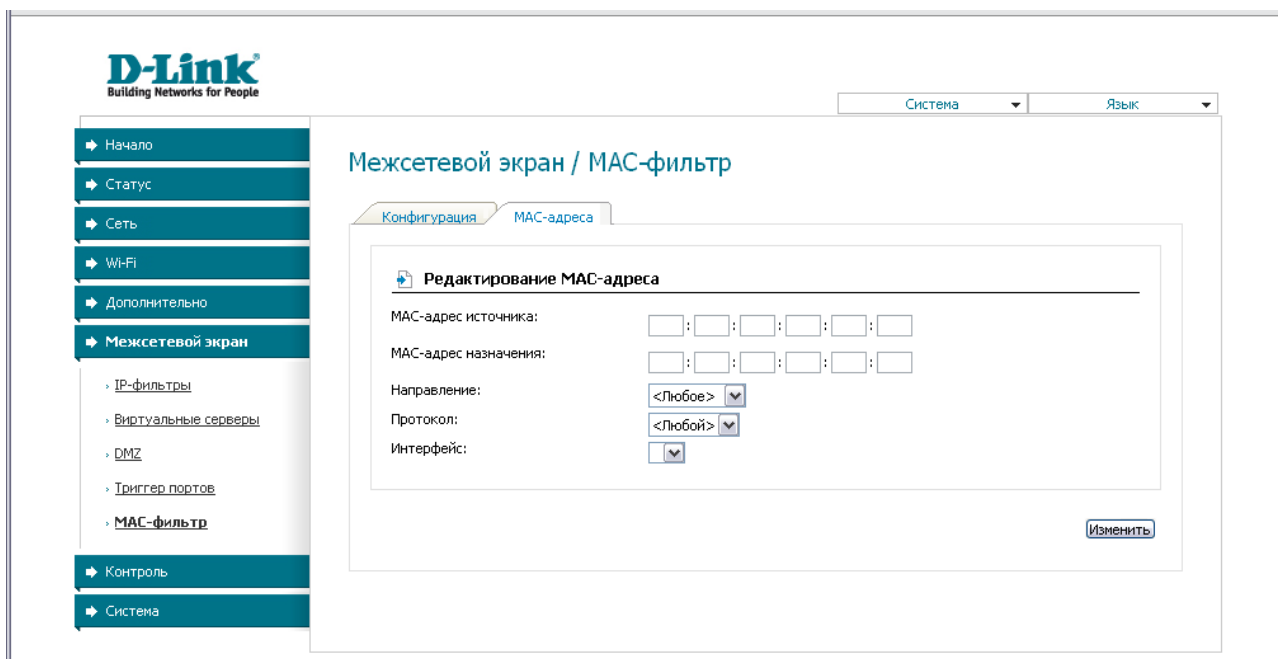 D-Link
Building Networks for People
Система
Язык
Начало
Статус
Сеть
Wi-Fi
Дополнительно
Межсетевой экран
IP-фильтры
Виртуальные серверы
DMZ
Триггер портов
MAC-фильтр
Контроль
Система
Межсетевой экран / MAC-фильтр
Конфигурация
MAC-адреса
Редактирование MAC-адреса
MAC-адрес источника: : : : : :
MAC-адрес назначения: : : : : :
Направление: <Любое>
Протокол: <Любой>
Интерфейс:
Изменить